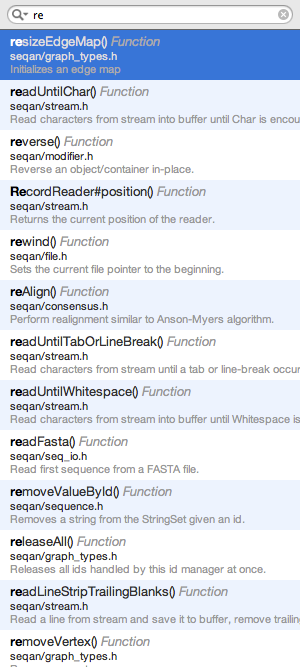 re
resizeEdgeMap() Function
seqan/graph_types.h
Initializes an edge map
readUntilChar() Function
seqan/stream.h
Read characters from stream into buffer until Char is encou
reverse() Function
seqan/modifier.h
Reverse an object/container in-place.
RecordReader#position() Function
seqan/stream.h
Returns the current position of the reader.
rewind() Function
seqan/file.h
Sets the current file pointer to the beginning.
reAlign() Function
seqan/consensus.h
Perform realignment similar to Anson-Myers algorithm.
readUntilTabOrLineBreak() Function
seqan/stream.h
Read characters from stream until a tab or line-break occur
readUntilWhitespace() Function
seqan/stream.h
Read characters from stream into buffer until Whitespace is
readFasta() Function
seqan/seq_io.h
Read first sequence from a FASTA file.
removeValueById() Function
seqan/sequence.h
Removes a string from the StringSet given an id.
releaseAll() Function
seqan/graph_types.h
Releases all ids handled by this id manager at once.
readLineStripTrailingBlanks() Function
seqan/stream.h
Read a line from stream and save it to buffer, remove trailing
removeVertex() Function
seqan/graph_types.h